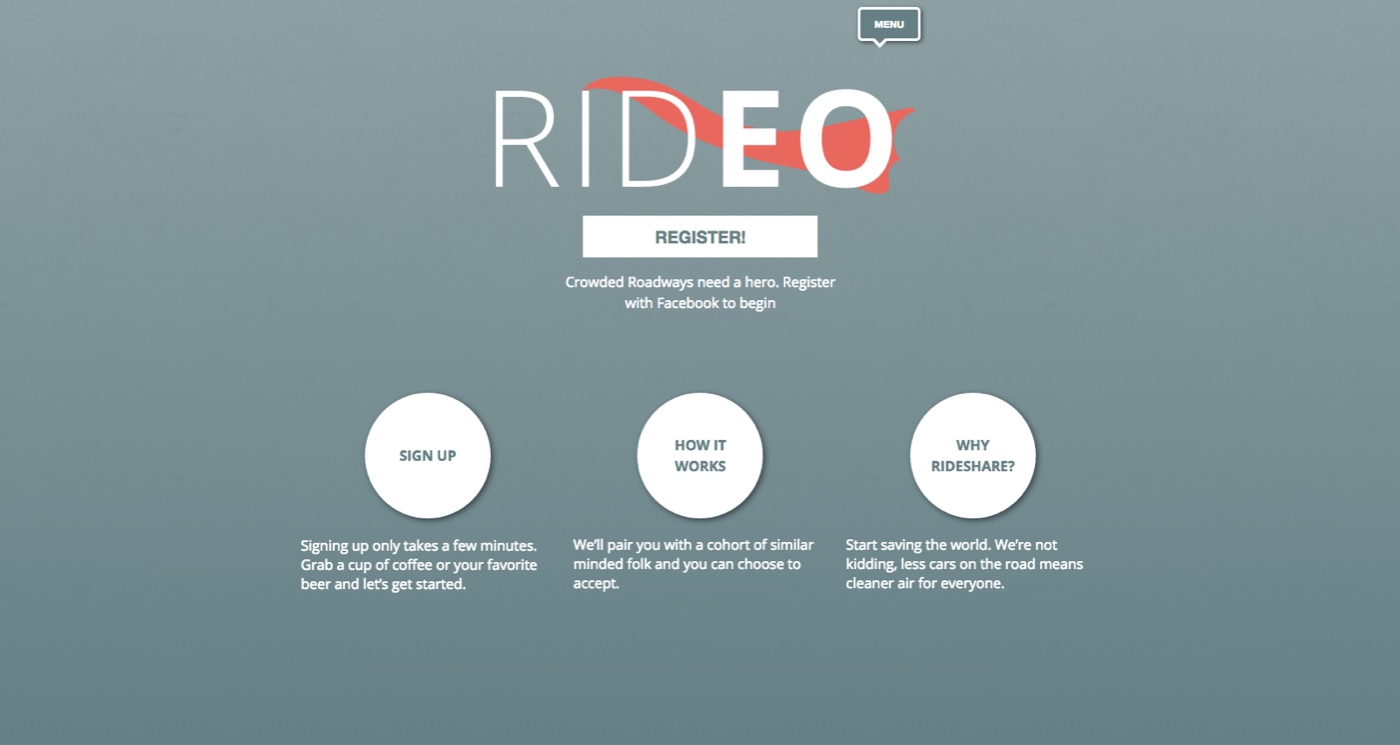 MENU
RIDEO
REGISTER!
Crowded Roadways need a hero. Register
with Facebook to begin
SIGN UP
HOW IT
WORKS
WHY
RIDESHARE?
Signing up only takes a few minutes.
Grab a cup of coffee or your favorite
beer and let's get started.
We'll pair you with a cohort of similar
minded folk and you can choose to
accept.
Start saving the world. We're not
kidding, less cars on the road means
cleaner air for everyone.